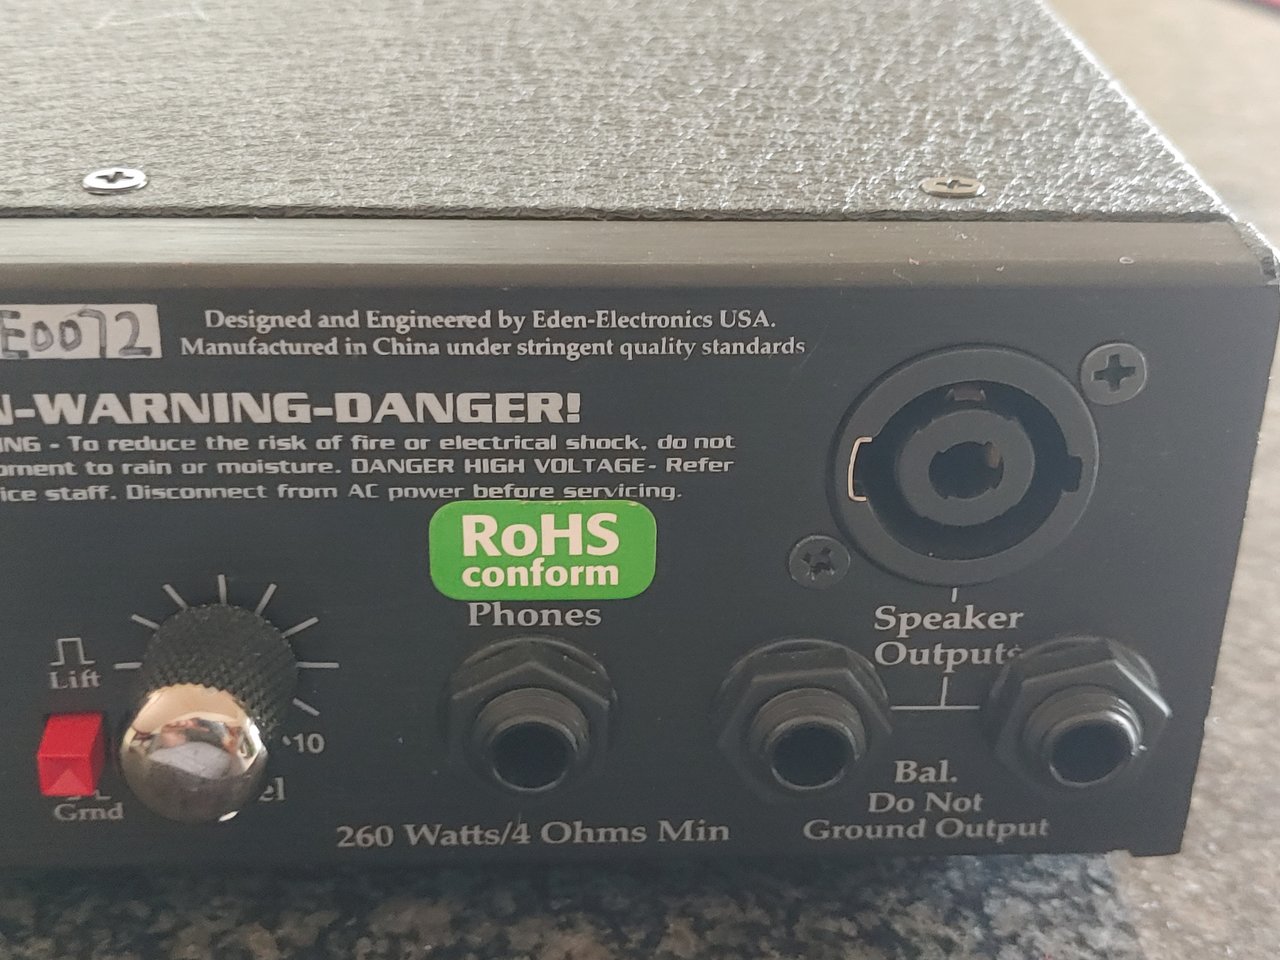 E0072
Designed and Engineered by Eden-Electronics USA.
Manufactured in China under stringent quality standards
-WARNING-DANGER!
- To reduce the risk of fire or electrical shock, do not
to rain or moisture. DANGER HIGH VOLTAGE- Refer
staff. Disconnect from AC power before servicing.
RoHS
conform
Phones
Speaker
Outputs
Lift
10
Grnd
Bal.
Do Not
Ground Output
260 Watts/4 Ohms Min